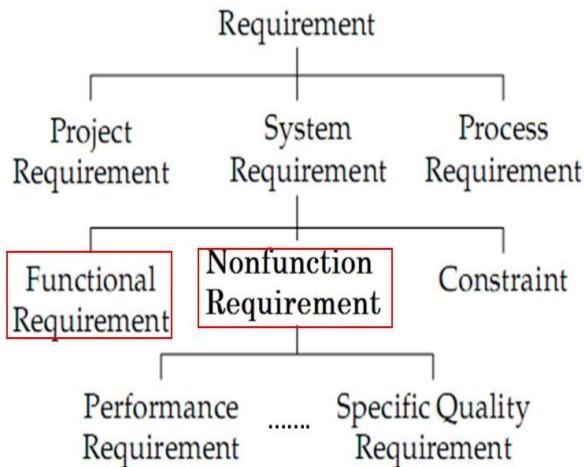 Requirement
Project
Requirement
System
Requirement
Process
Requirement
Functional
Requirement
Nonfunction
Requirement
Constraint
Performance
Requirement
.......
Specific Quality
Requirement